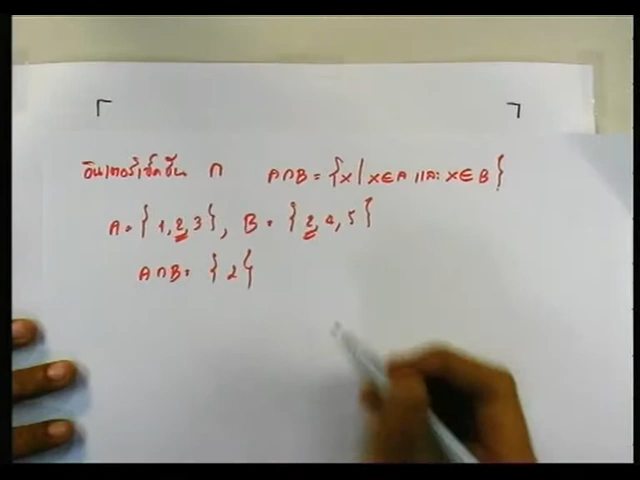 อินเตอร์เซ็คชัน ∩ A∩B = {x | x∈A และ x∈B}
A = {1, 2, 3}, B = {2, 4, 5}
A∩B = {2}